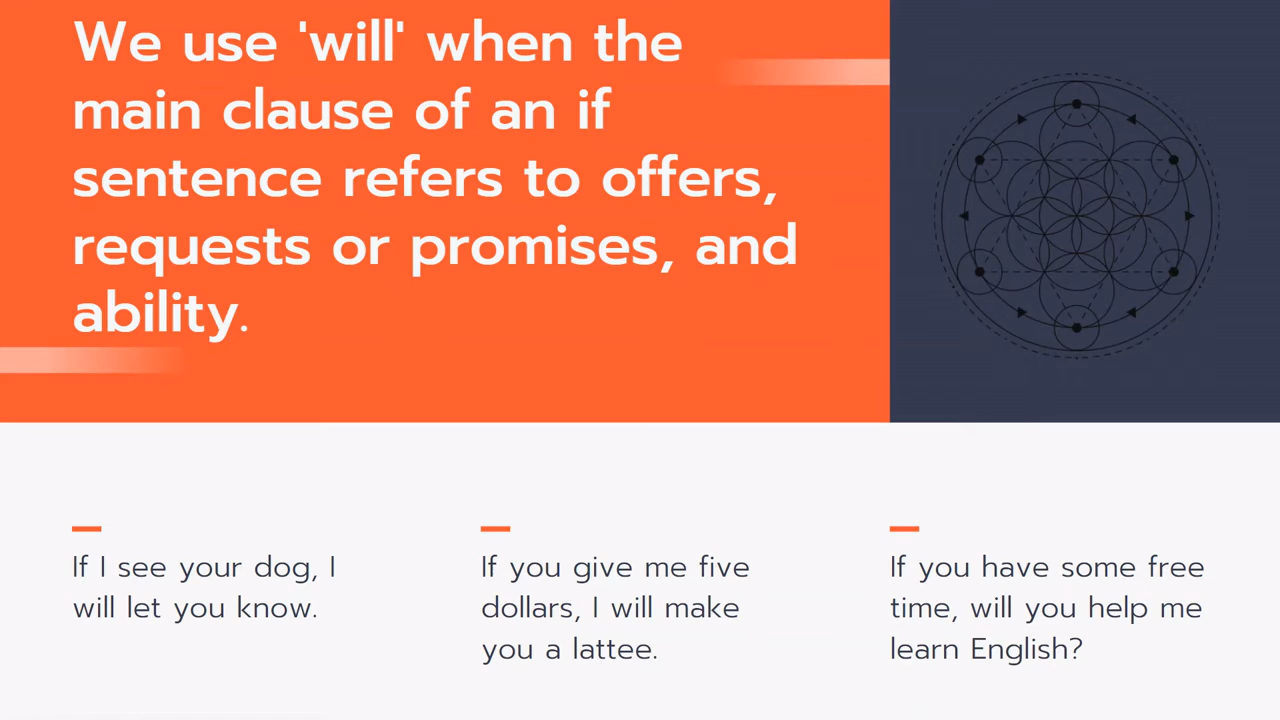 We use 'will' when the
main clause of an if
sentence refers to offers,
requests or promises, and
ability.
If I see your dog, I
will let you know.
If you give me five
dollars, I will make
you a lattee.
If you have some free
time, will you help me
learn English?